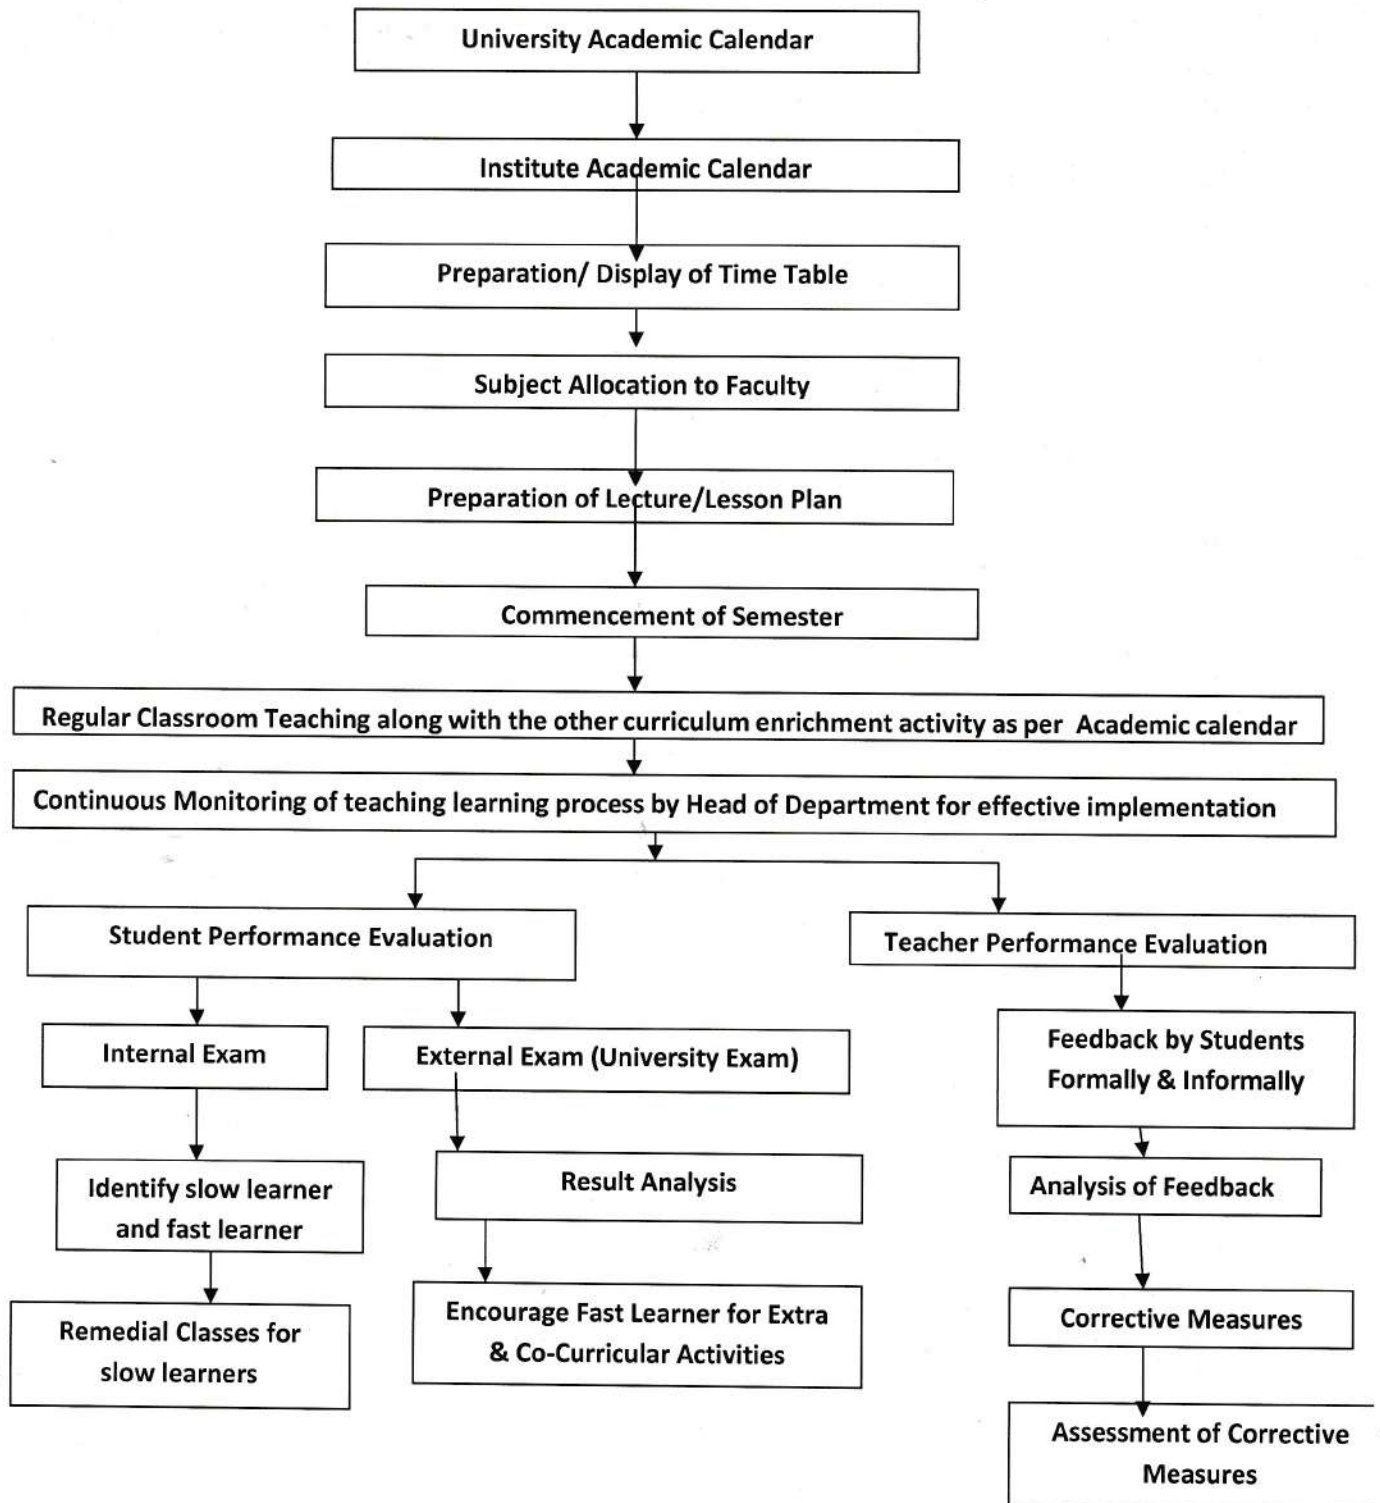 University Academic Calendar
Institute Academic Calendar
Preparation/ Display of Time Table
Subject Allocation to Faculty
Preparation of Lecture/Lesson Plan
Commencement of Semester
Regular Classroom Teaching along with the other curriculum enrichment activity as per Academic calendar
Continuous Monitoring of teaching learning process by Head of Department for effective implementation
Student Performance Evaluation
Teacher Performance Evaluation
Internal Exam
External Exam (University Exam)
Feedback by Students
Formally & Informally
Identify slow learner
and fast learner
Result Analysis
Analysis of Feedback
Remedial Classes for
slow learners
Encourage Fast Learner for Extra
& Co-Curricular Activities
Corrective Measures
Assessment of Corrective
Measures